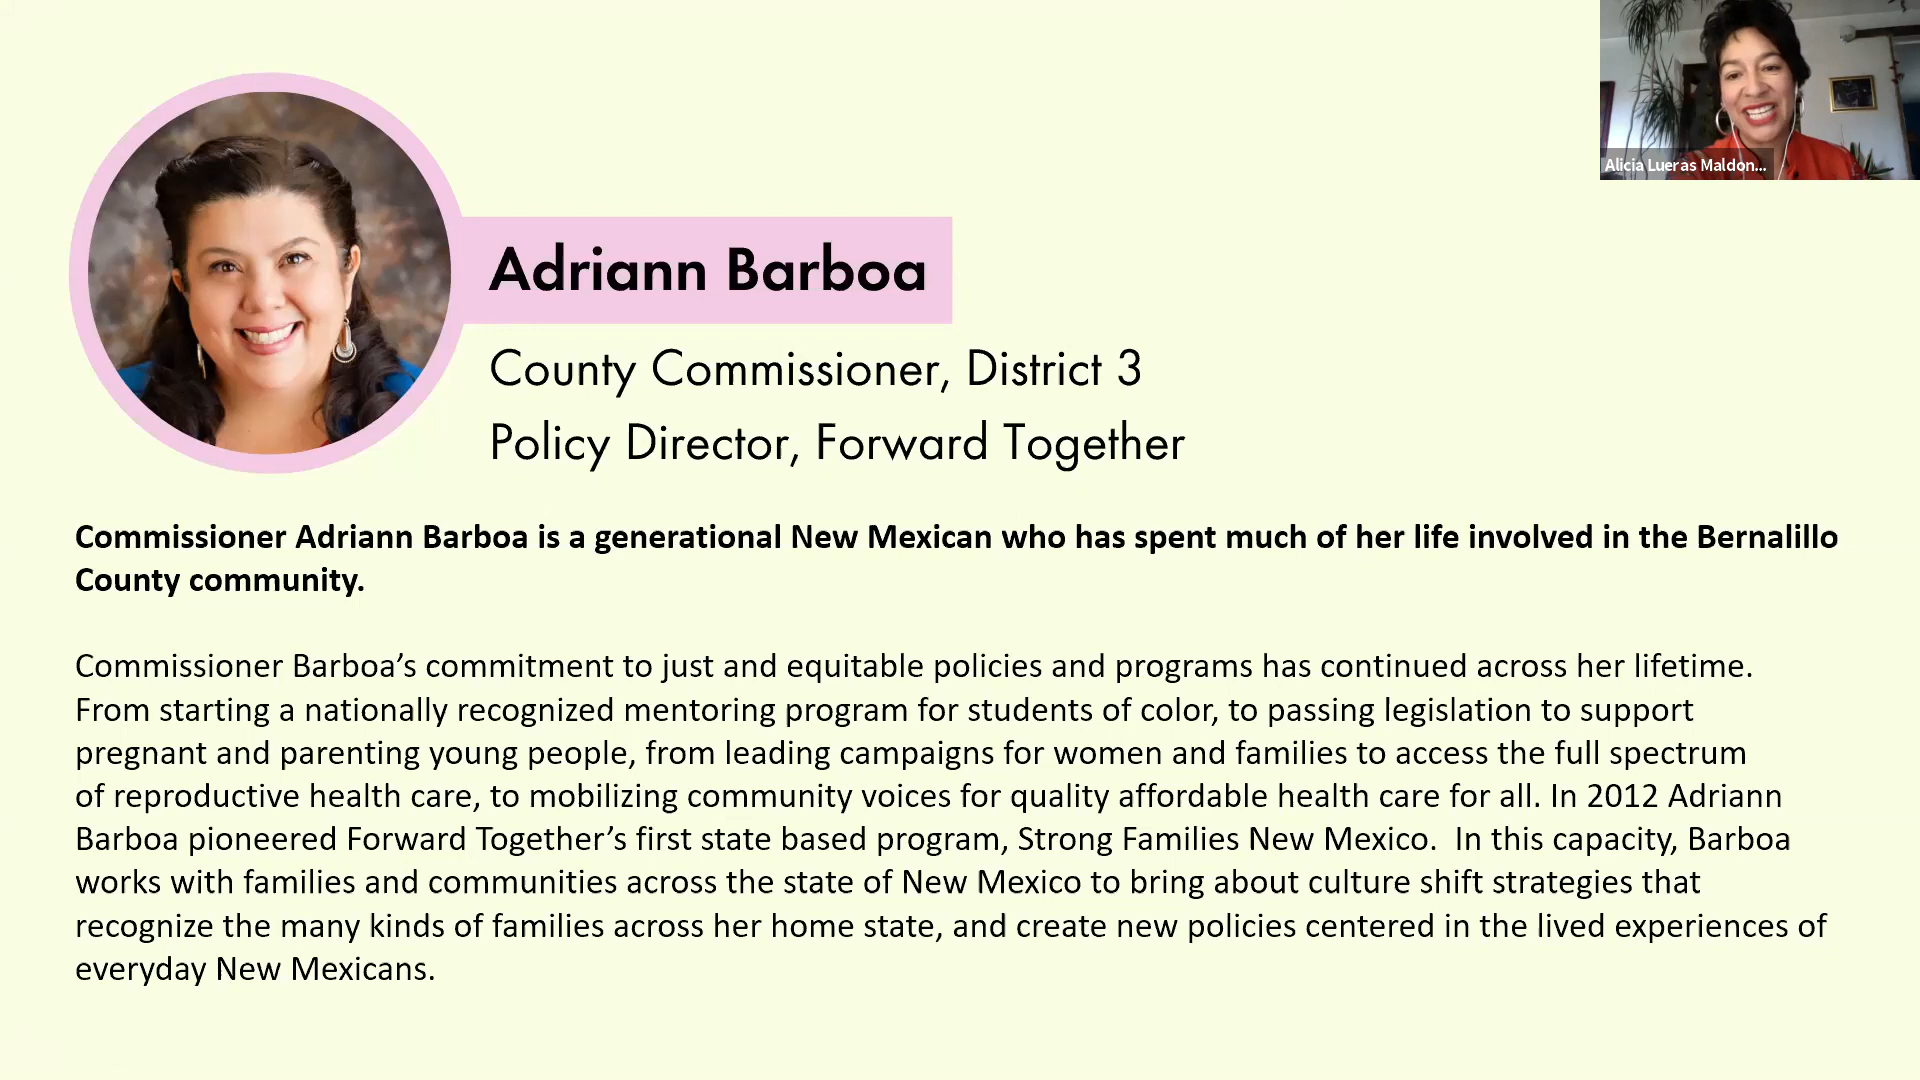 Alicia Lueras Maldon...
Adriann Barboa
County Commissioner, District 3
Policy Director, Forward Together
Commissioner Adriann Barboa is a generational New Mexican who has spent much of her life involved in the Bernalillo
County community.
Commissioner Barboa’s commitment to just and equitable policies and programs has continued across her lifetime.
From starting a nationally recognized mentoring program for students of color, to passing legislation to support
pregnant and parenting young people, from leading campaigns for women and families to access the full spectrum
of reproductive health care, to mobilizing community voices for quality affordable health care for all. In 2012 Adriann
Barboa pioneered Forward Together’s first state based program, Strong Families New Mexico.  In this capacity, Barboa
works with families and communities across the state of New Mexico to bring about culture shift strategies that
recognize the many kinds of families across her home state, and create new policies centered in the lived experiences of
everyday New Mexicans.